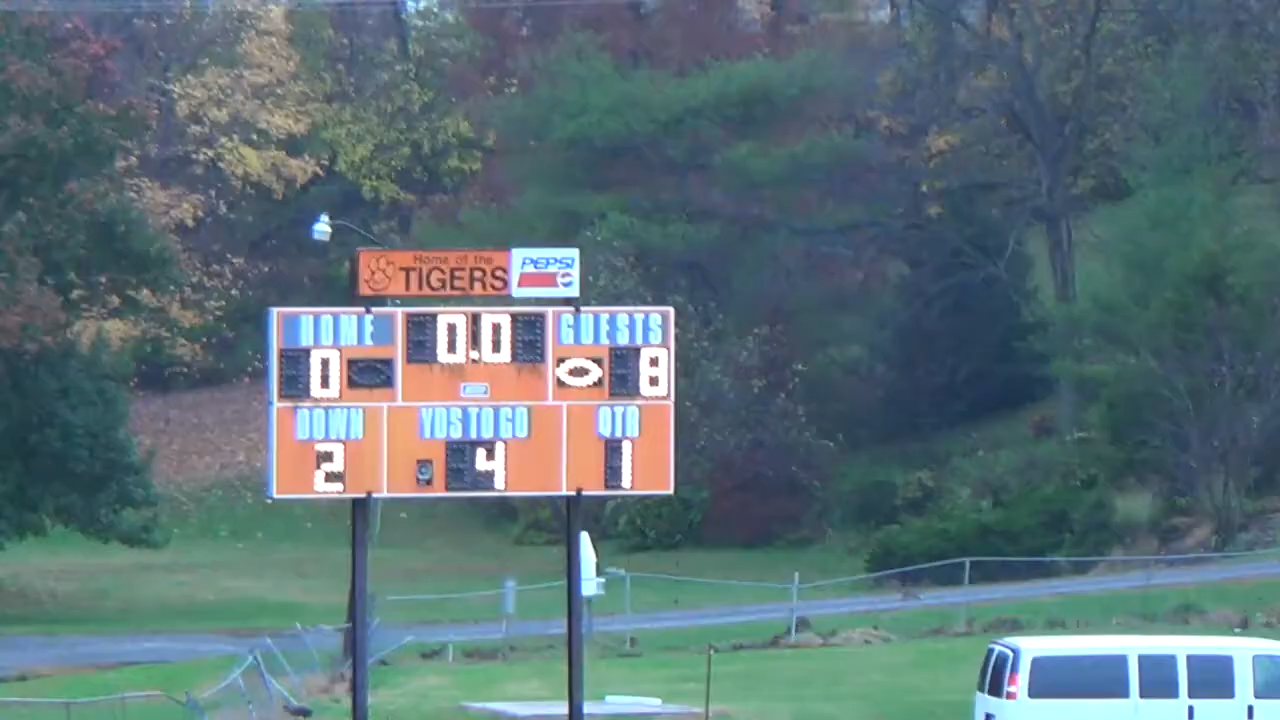 Home of the
TIGERS
PEPSI
HOME 0.0 GUESTS
0 8
DOWN YDS TO GO QTR
2 4 1